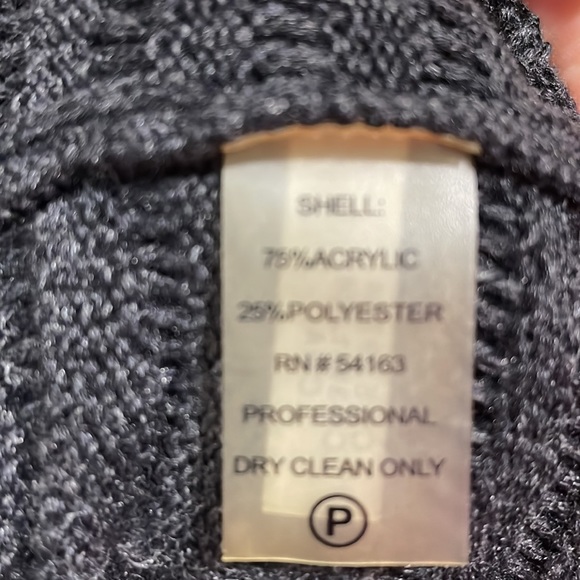 SHELL:
75%ACRYLIC
25%POLYESTER
RN # 54163
PROFESSIONAL
DRY CLEAN ONLY
P